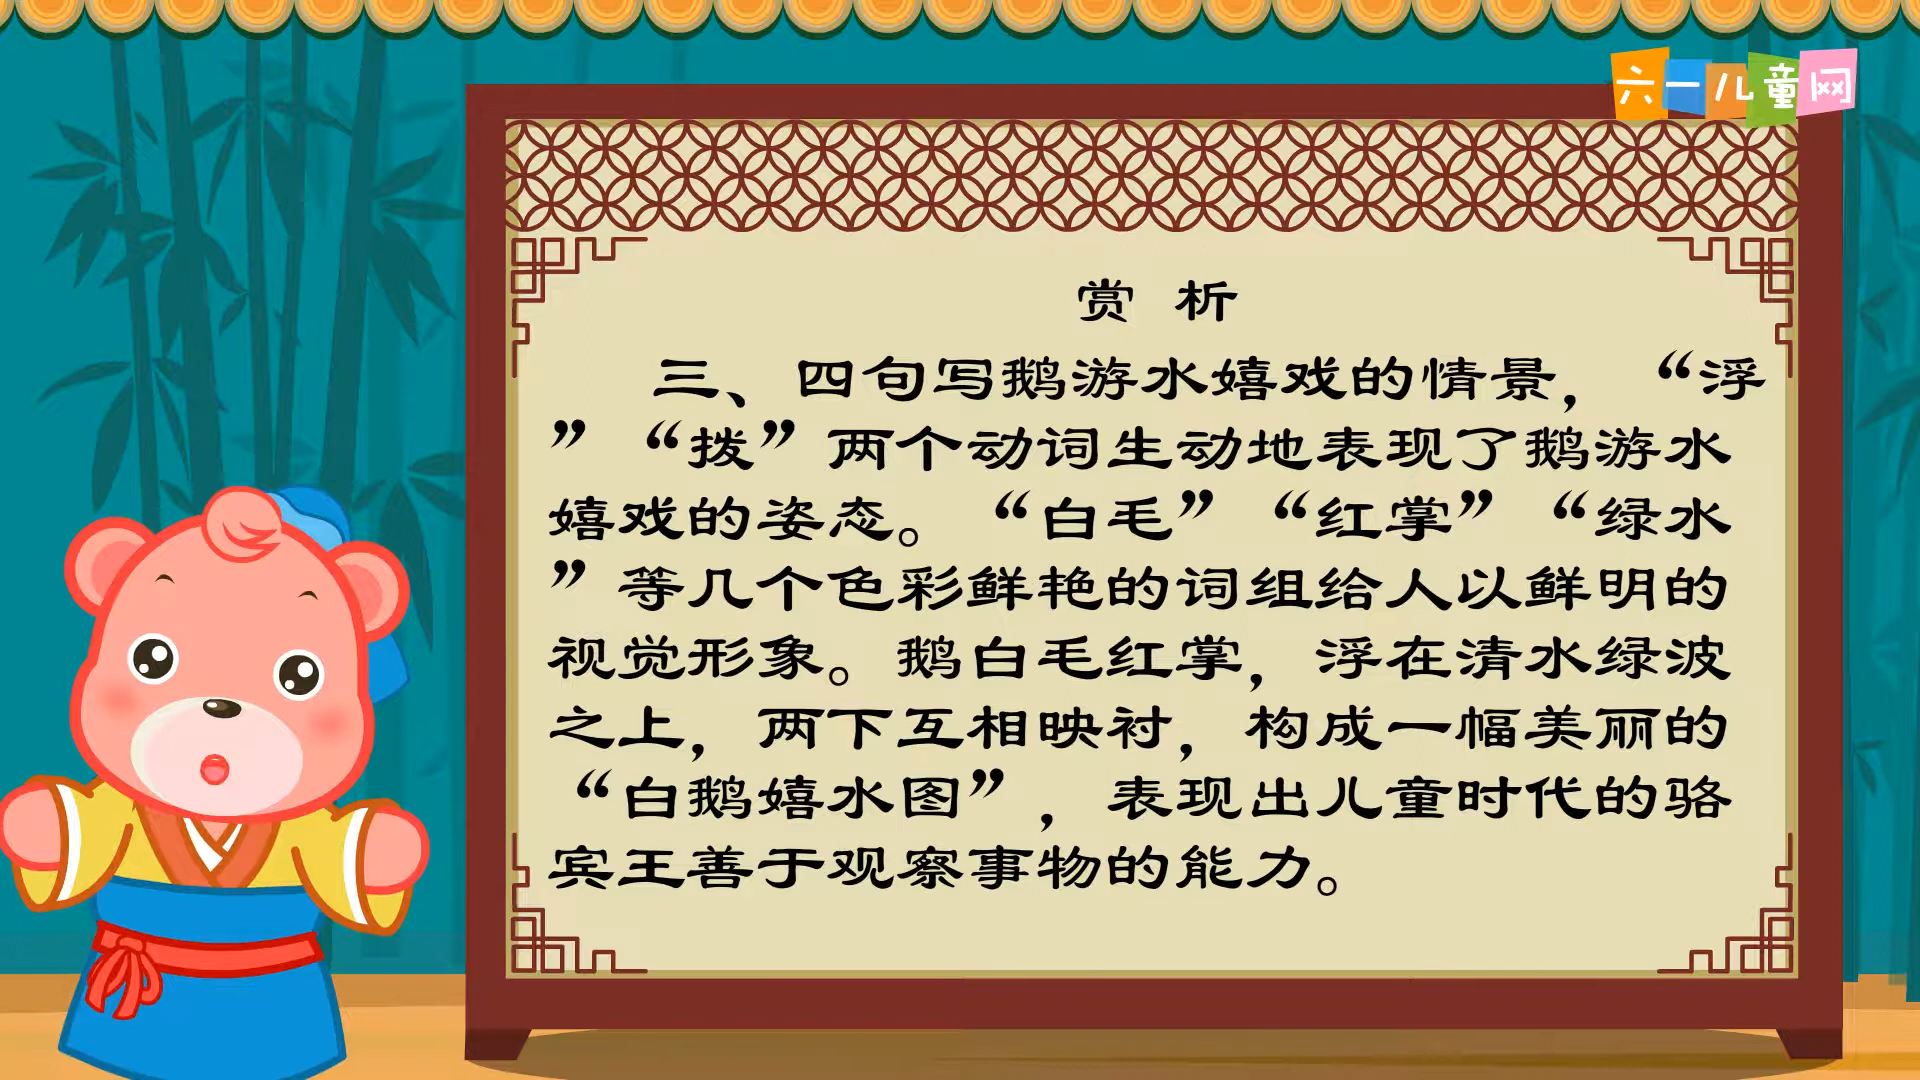 六一儿童网
赏 析
三、四句写鹅游水嬉戏的情景，“浮
”“拨”两个动词生动地表现了鹅游水
嬉戏的姿态。“白毛”“红掌”“绿水
”等几个色彩鲜艳的词组给人以鲜明的
视觉形象。鹅白毛红掌，浮在清水绿波
之上，两下互相映衬，构成一幅美丽的
“白鹅嬉水图”，表现出儿童时代的骆
宾王善于观察事物的能力。